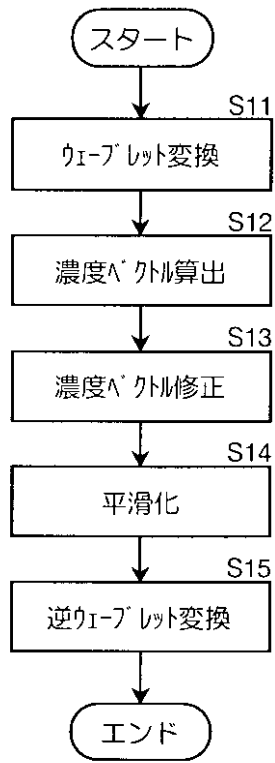 スタート
S11
ｳｪｰﾌﾞﾚｯﾄ変換
S12
濃度ﾍﾞｸﾄﾙ算出
S13
濃度ﾍﾞｸﾄﾙ修正
S14
平滑化
S15
逆ｳｪｰﾌﾞﾚｯﾄ変換
エンド